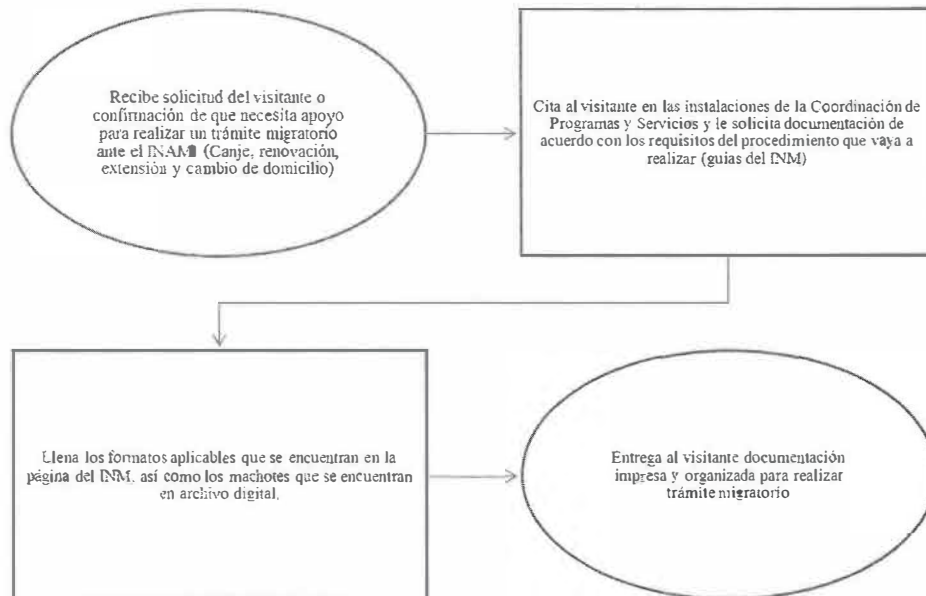 Recibe solicitud del visitante o
confirmación de que necesita apoyo
para realizar un trámite migratorio
ante el INAMI (Canje, renovación,
extensión y cambio de domicilio)
Cita al visitante en las instalaciones de la Coordinación de
Programas y Servicios y le solicita documentación de
acuerdo con los requisitos del procedimiento que vaya a
realizar (guias del INM)
Llena los formatos aplicables que se encuentran en la
página del INM, así como los machotes que se encuentran
en archivo digital.
Entrega al visitante documentación
impresa y organizada para realizar
trámite migratorio